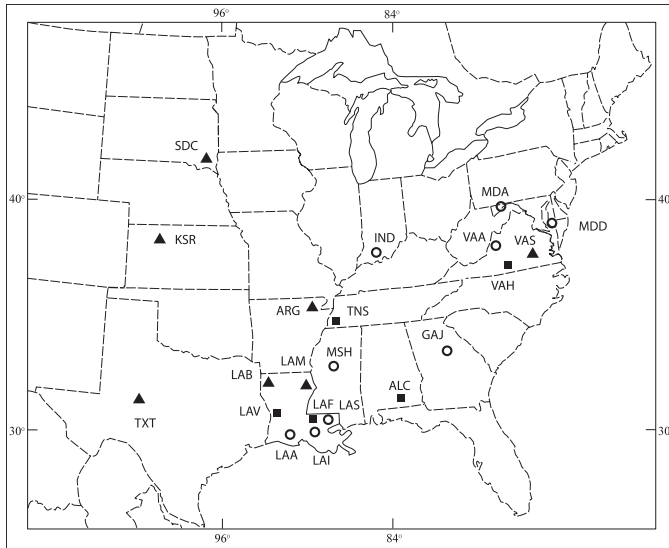 96° 84°
SDC
40° 40°
MDA
MDD
KSR
IND
VAA VAS
VAH
ARG TNS
GAJ
LAM MSH
LAB
LAV LAF LAS ALC
TXT
30° 30
LAA LAI
96° 84°